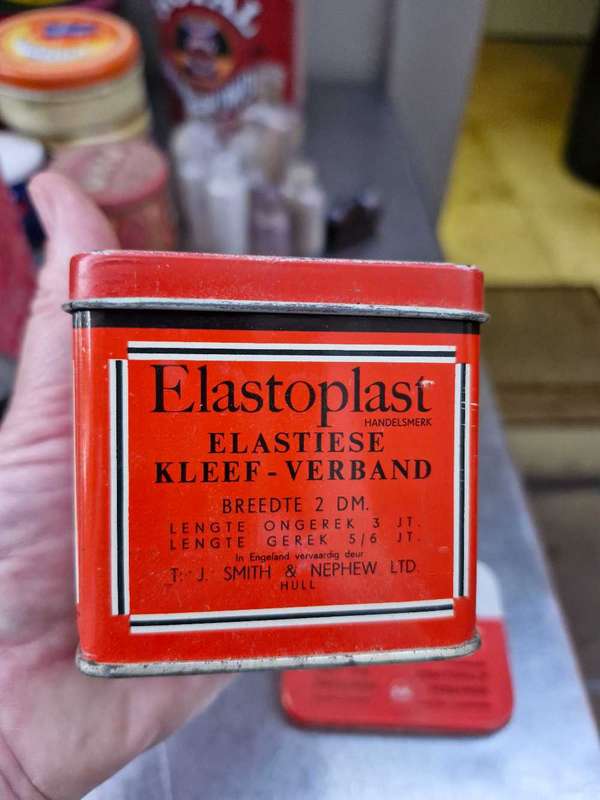 Elastoplast
HANDELSMERK
ELASTIESE
KLEEF-VERBAND
BREEDTE 2 DM.
LENGTE ONGEREK 3 JT.
LENGTE GEREK 5/6 JT.
In Engeland vervaardig deur
T. J. SMITH & NEPHEW LTD.
HULL